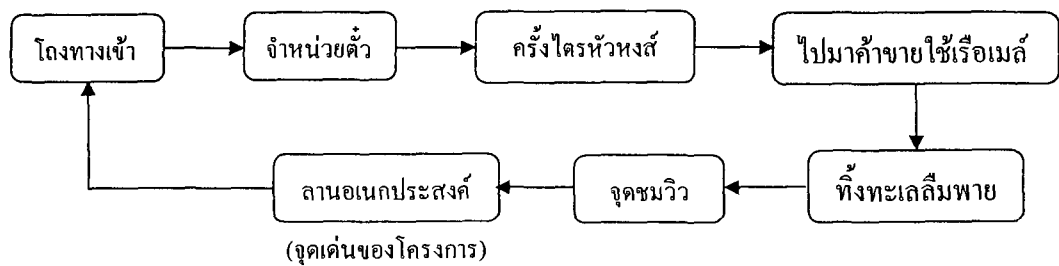 โถงทางเข้า
จำหน่วยตั๋ว
ครั้งไตรหัวหงส์
ไปมาค้าขายใช้เรือเมล์
ทิ้งทะเลลืมพาย
จุดชมวิว
ลานอเนกประสงค์
(จุดเด่นของโครงการ)